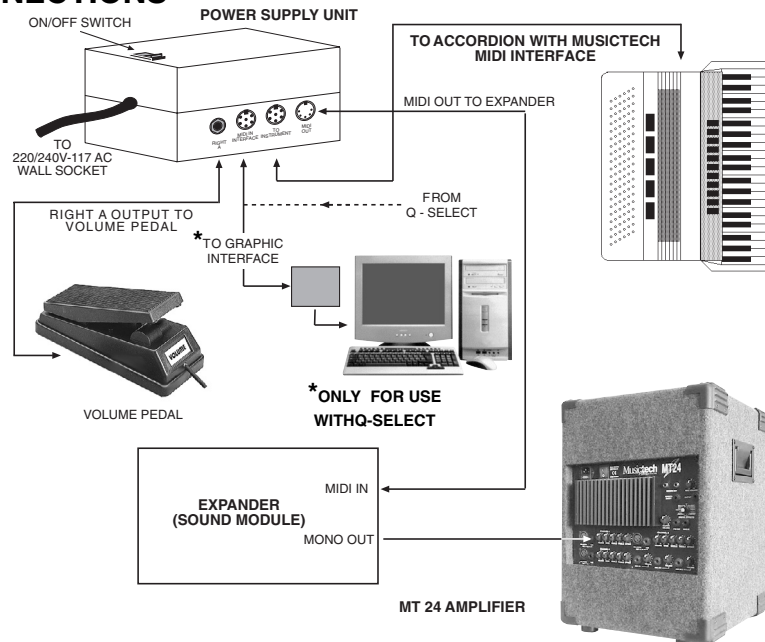 NECTIONS
ON/OFF SWITCH
POWER SUPPLY UNIT
TO ACCORDION WITH MUSICTECH
MIDI INTERFACE
MIDI OUT TO EXPANDER
RIGHT
A
MIDI IN
INTERFACE
TO
INSTRUMENT
MIDI
OUT
TO
220/240V-117 AC
WALL SOCKET
RIGHT A OUTPUT TO
VOLUME PEDAL
FROM
Q - SELECT
*TO GRAPHIC
INTERFACE
VOLUME
VOLUME PEDAL
*ONLY FOR USE
WITHQ-SELECT
EXPANDER
(SOUND MODULE)
MIDI IN
MONO OUT
Musictech MT24
MT 24 AMPLIFIER